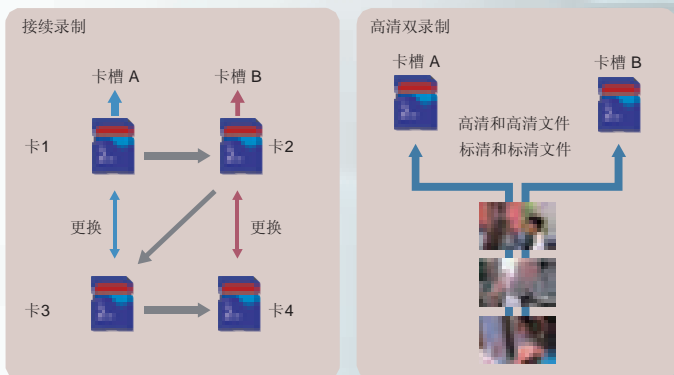 接续录制
卡槽 A
卡槽 B
卡1
卡2
更换
更换
卡3
卡4
高清双录制
卡槽 A
卡槽 B
高清和高清文件
标清和标清文件